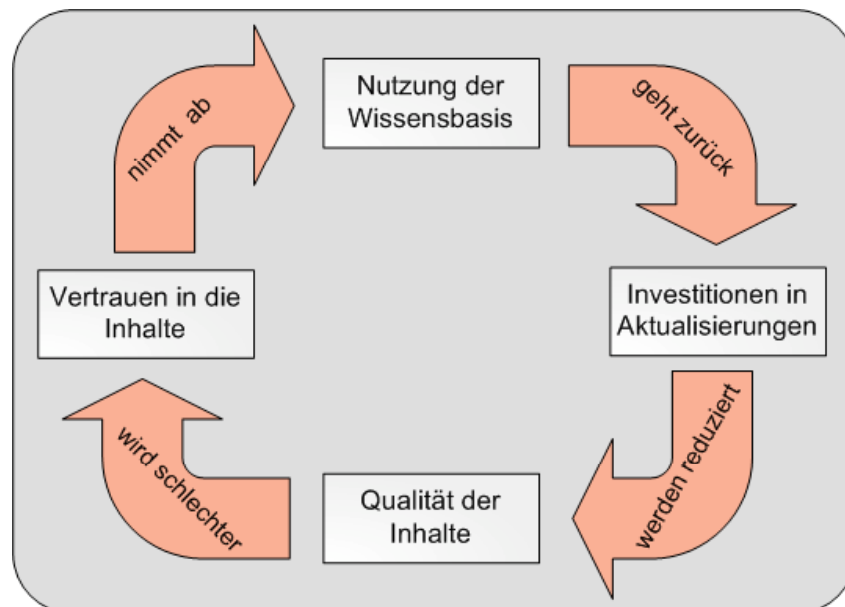 Nutzung der
Wissensbasis
geht zurück
Investitionen in
Aktualisierungen
werden reduziert
Qualität der
Inhalte
wird schlechter
Vertrauen in die
Inhalte
nimmt ab